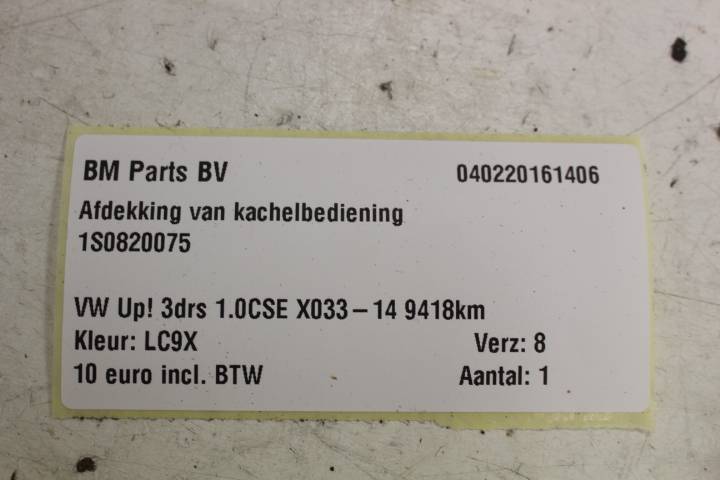 BM Parts BV 040220161406
Afdekking van kachelbediening
1S0820075
VW Up! 3drs 1.0CSE X033-14 9418km
Kleur: LC9X Verz: 8
10 euro incl. BTW Aantal: 1